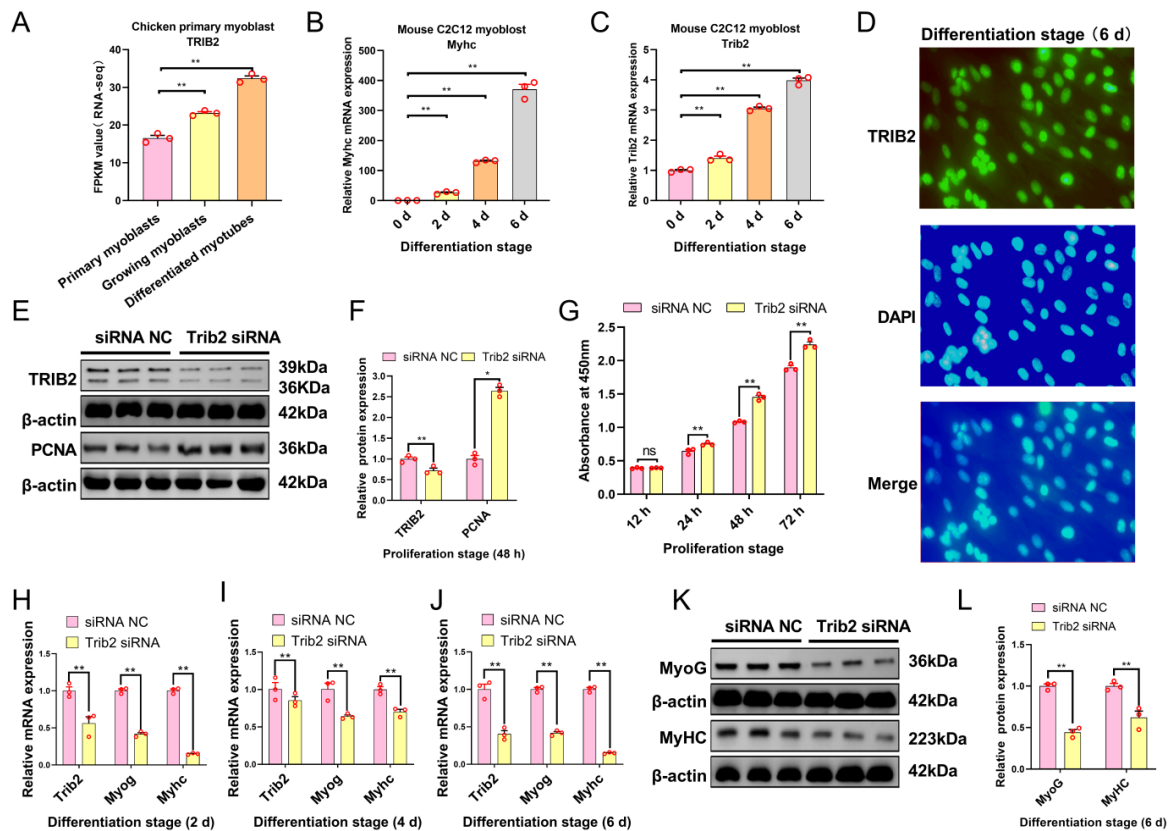 A
Chicken primary myoblast
TRIB2
FPKM value( RNA-seq)
40
30
20
10
0
**
**
Primary myoblasts
Growing myoblasts
Differentiated myotubes
B
Mouse C2C12 myoblost
Myhc
Relative Myhc mRNA expression
500
400
300
200
100
0
**
**
**
0 d
2 d
4 d
6 d
Differentiation stage
C
Mouse C2C12 myoblost
Trib2
Relative Trib2 mRNA expression
6
4
2
0
**
**
**
0 d
2 d
4 d
6 d
Differentiation stage
D
Differentiation stage（6 d）
TRIB2
DAPI
Merge
E
siRNA NC
Trib2 siRNA
TRIB2
39kDa
36KDa
β-actin
42kDa
PCNA
36kDa
β-actin
42kDa
F
siRNA NC
Trib2 siRNA
Relative protein expression
3.0
2.5
2.0
1.5
1.0
0.5
0.0
**
*
TRIB2
PCNA
Proliferation stage (48 h)
G
siRNA NC
Trib2 siRNA
Absorbance at 450nm
2.5
2.0
1.5
1.0
0.5
0.0
ns
**
**
**
12 h
24 h
48 h
72 h
Proliferation stage
H
siRNA NC
Trib2 siRNA
Relative mRNA expression
1.5
1.0
0.5
0.0
**
**
**
Trib2
Myog
Myhc
Differentiation stage (2 d)
I
siRNA NC
Trib2 siRNA
Relative mRNA expression
1.5
1.0
0.5
0.0
**
**
**
Trib2
Myog
Myhc
Differentiation stage (4 d)
J
siRNA NC
Trib2 siRNA
Relative mRNA expression
1.5
1.0
0.5
0.0
**
**
**
Trib2
Myog
Myhc
Differentiation stage (6 d)
K
siRNA NC
Trib2 siRNA
MyoG
36kDa
β-actin
42kDa
MyHC
223kDa
β-actin
42kDa
L
siRNA NC
Trib2 siRNA
Relative protein expression
1.5
1.0
0.5
0.0
**
**
MyoG
MyHC
Differentiation stage (6 d)